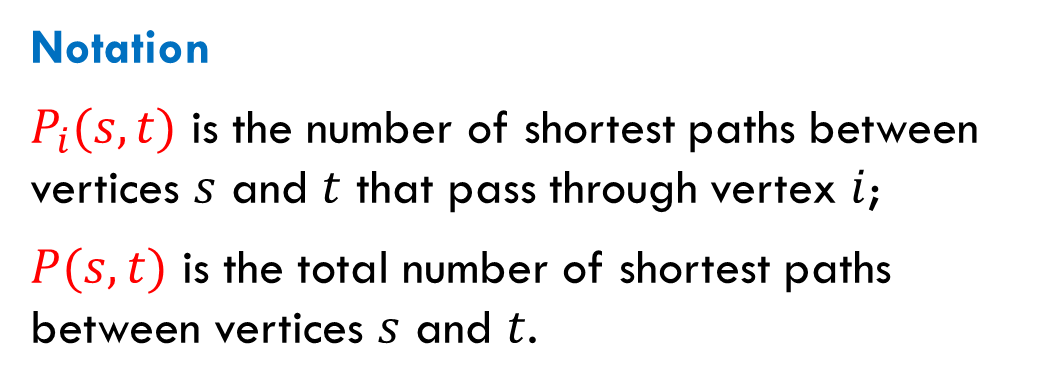 Notation
P_i(s, t) is the number of shortest paths between
vertices s and t that pass through vertex i;
P(s, t) is the total number of shortest paths
between vertices s and t.